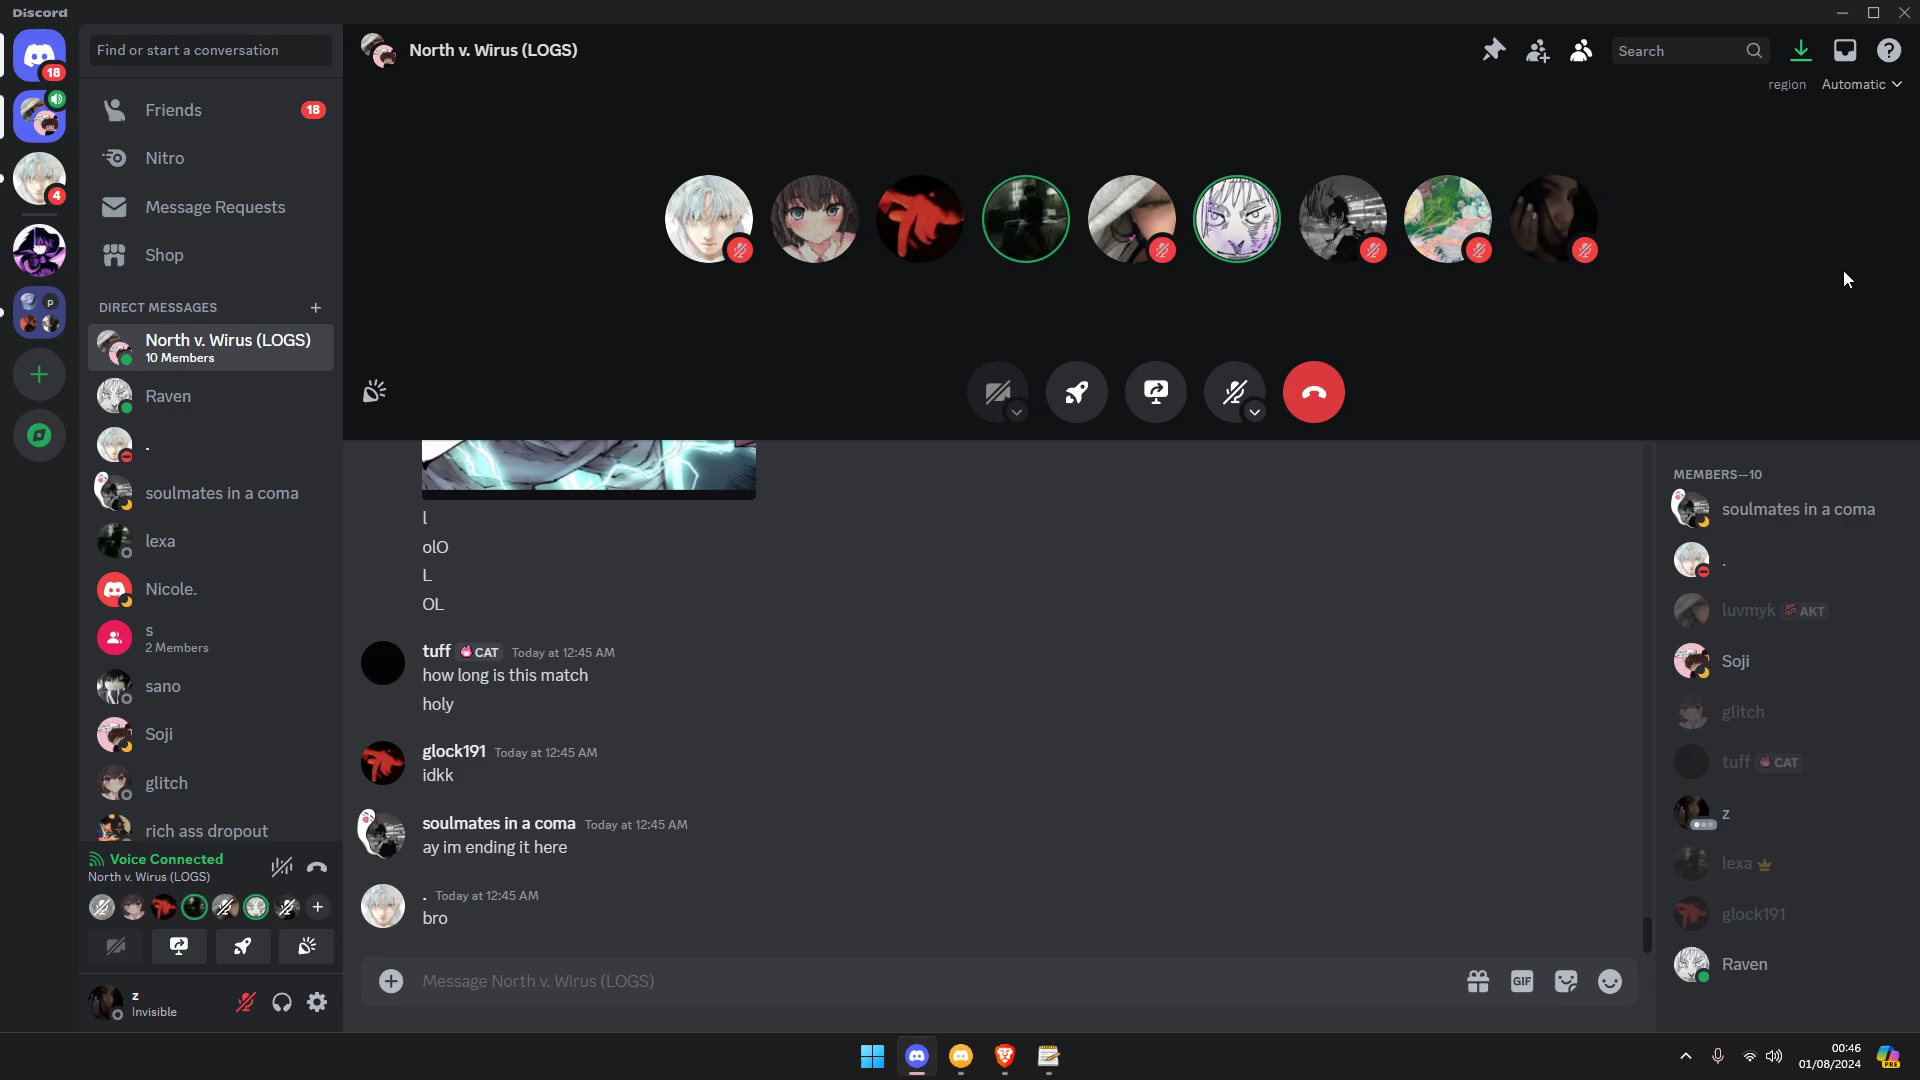 Discord
Find or start a conversation
North v. Wirus (LOGS)
Search
region Automatic
18
Friends 18
Nitro
4
Message Requests
Shop
DIRECT MESSAGES
P
North v. Wirus (LOGS)
10 Members
Raven
.
soulmates in a coma
lexa
Nicole.
s
2 Members
sano
Soji
glitch
rich ass dropout
Voice Connected
North v. Wirus (LOGS)
z
Invisible
l
olO
L
OL
tuff CAT Today at 12:45 AM
how long is this match
holy
glock191 Today at 12:45 AM
idkk
soulmates in a coma Today at 12:45 AM
ay im ending it here
. Today at 12:45 AM
bro
Message North v. Wirus (LOGS)
GIF
MEMBERS—10
soulmates in a coma
.
luvmyk AKT
Soji
glitch
tuff CAT
z
lexa
glock191
Raven
00:46
01/08/2024
PRE